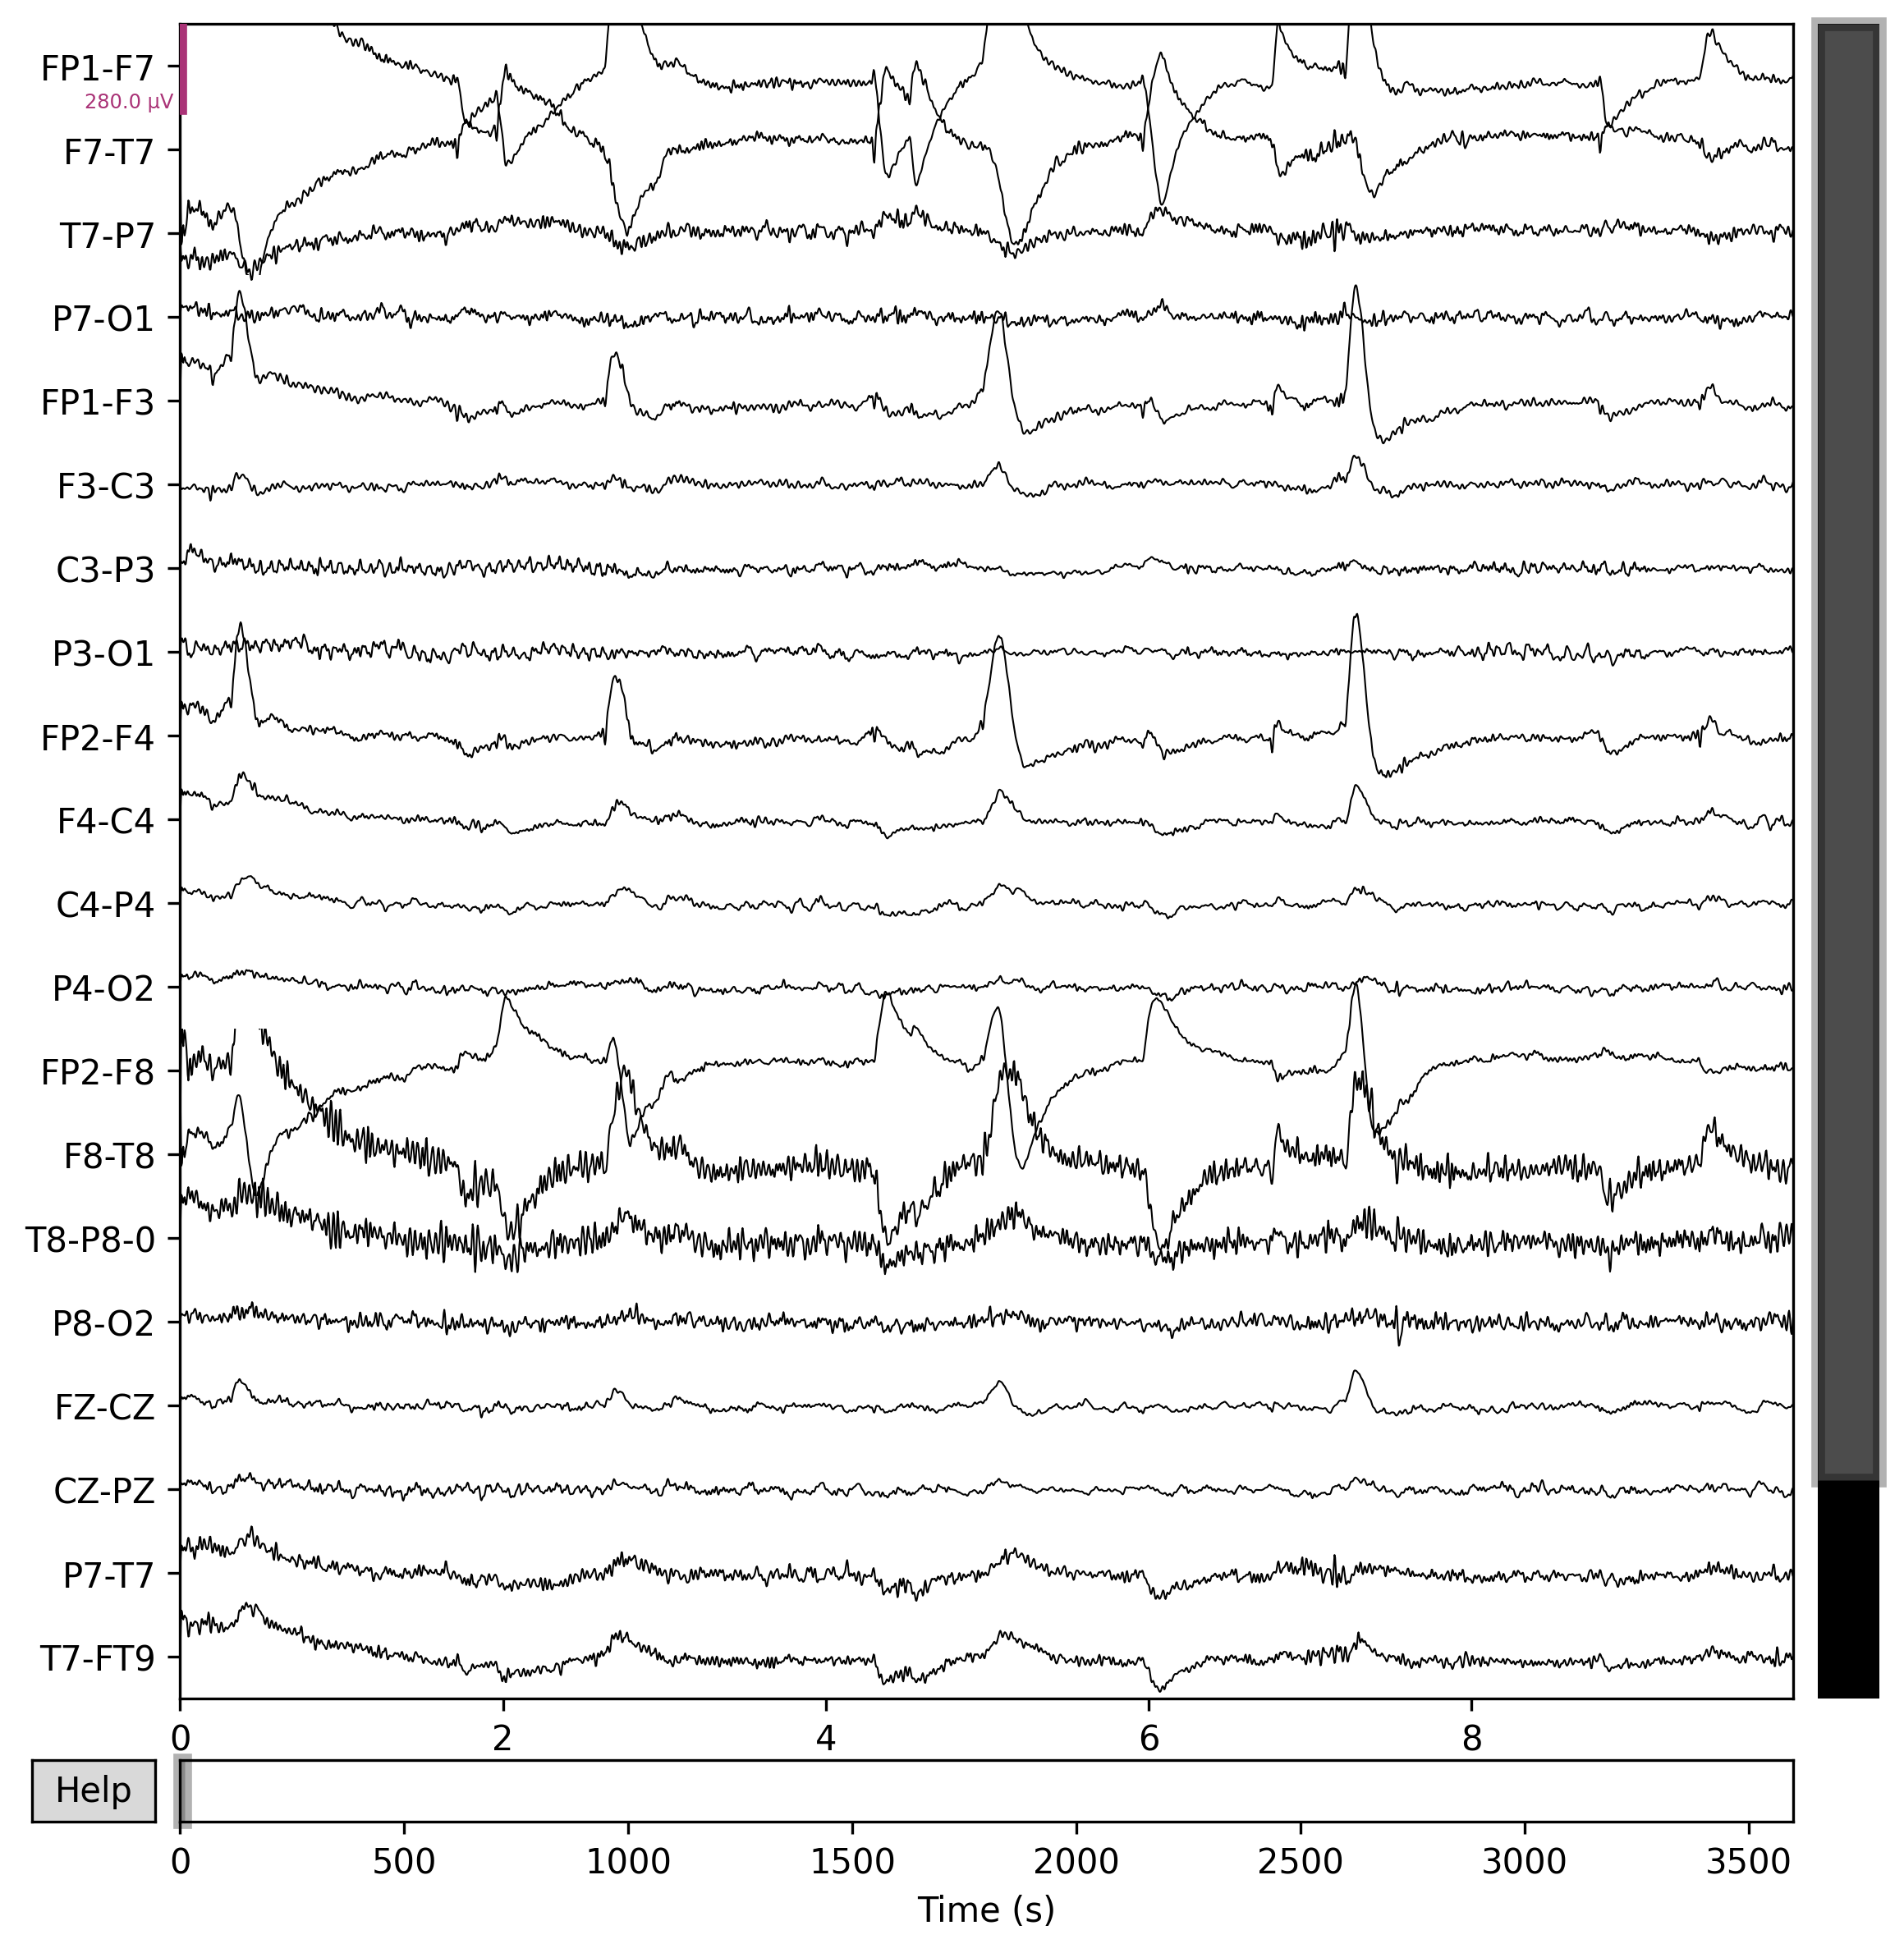 FP1-F7
280.0 µV
F7-T7
T7-P7
P7-O1
FP1-F3
F3-C3
C3-P3
P3-O1
FP2-F4
F4-C4
C4-P4
P4-O2
FP2-F8
F8-T8
T8-P8-0
P8-O2
FZ-CZ
CZ-PZ
P7-T7
T7-FT9
0 2 4 6 8
Help
0 500 1000 1500 2000 2500 3000 3500
Time (s)